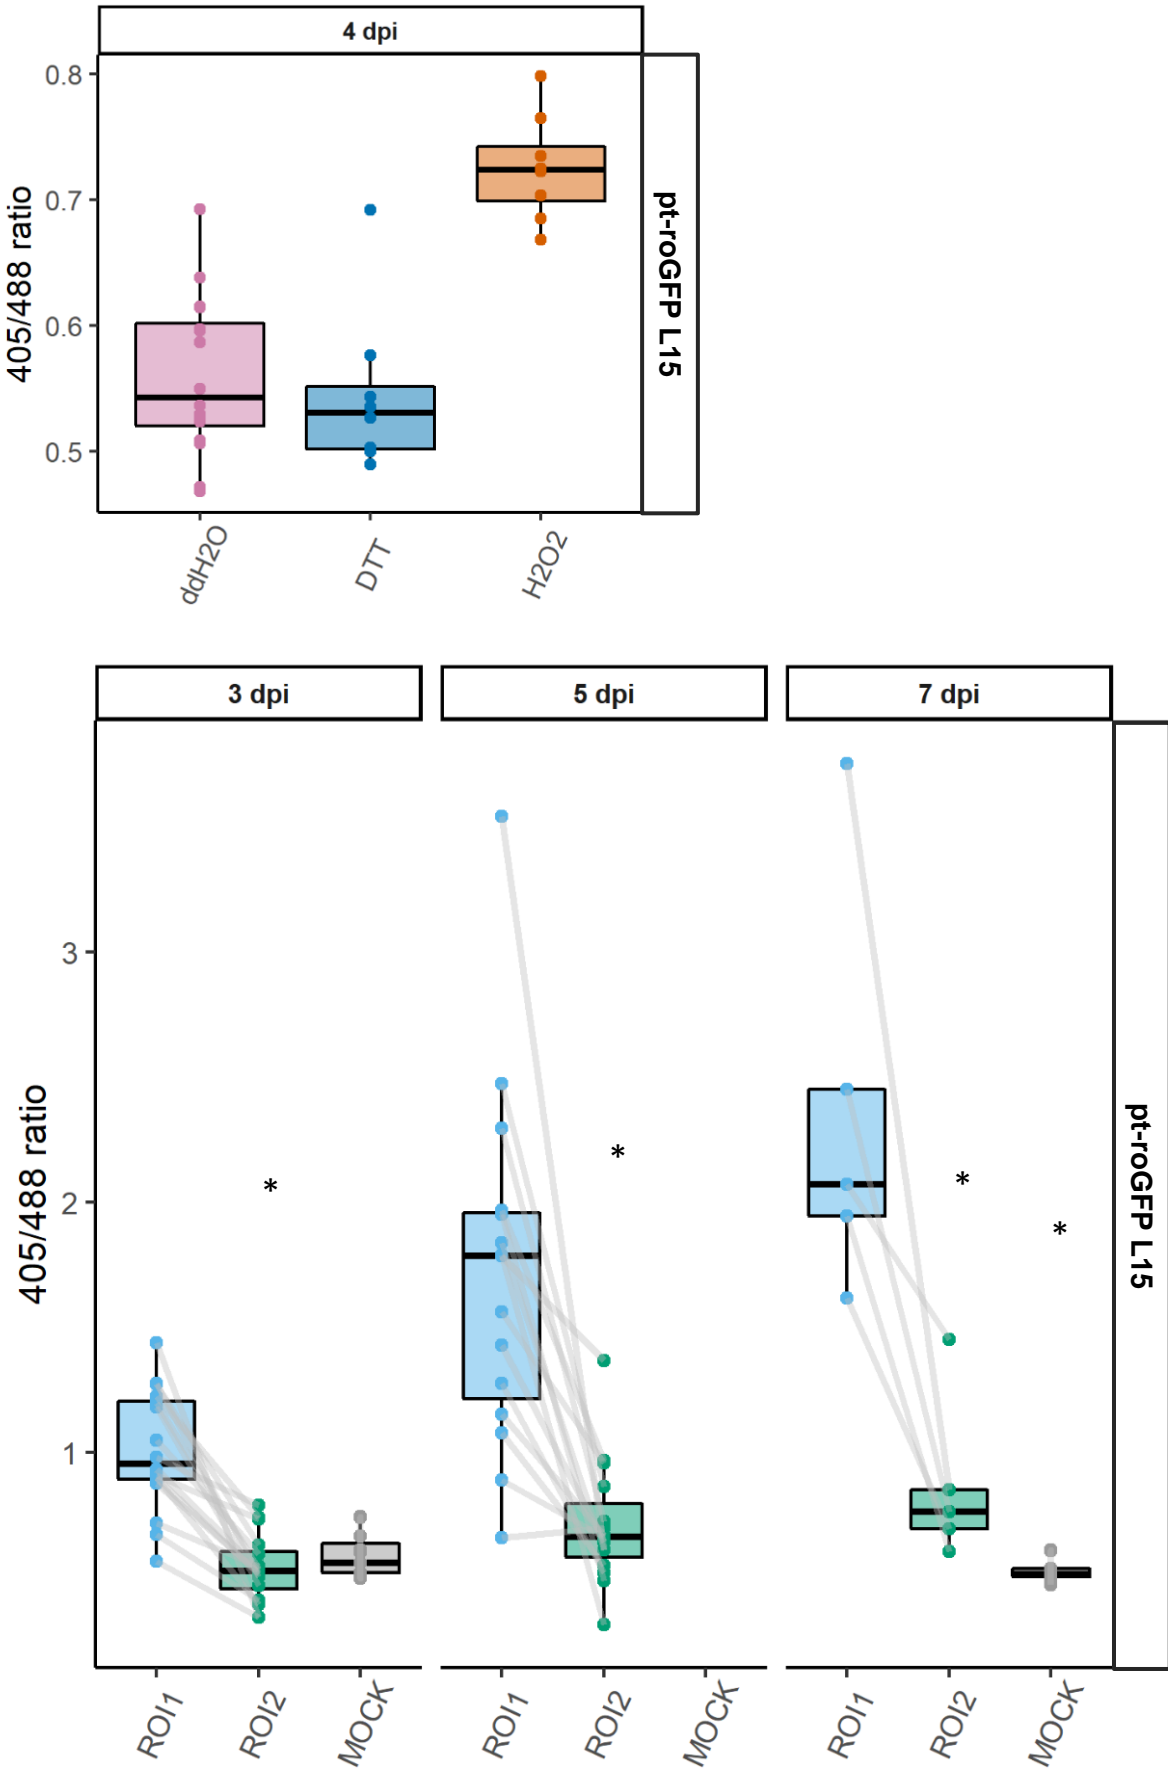 4 dpi
405/488 ratio
0.8
0.7
0.6
0.5
pt-roGFP L15
ddH2O
DTT
H2O2
3 dpi
5 dpi
7 dpi
405/488 ratio
3
2
1
*
*
*
*
pt-roGFP L15
ROI1
ROI2
MOCK
ROI1
ROI2
MOCK
ROI1
ROI2
MOCK